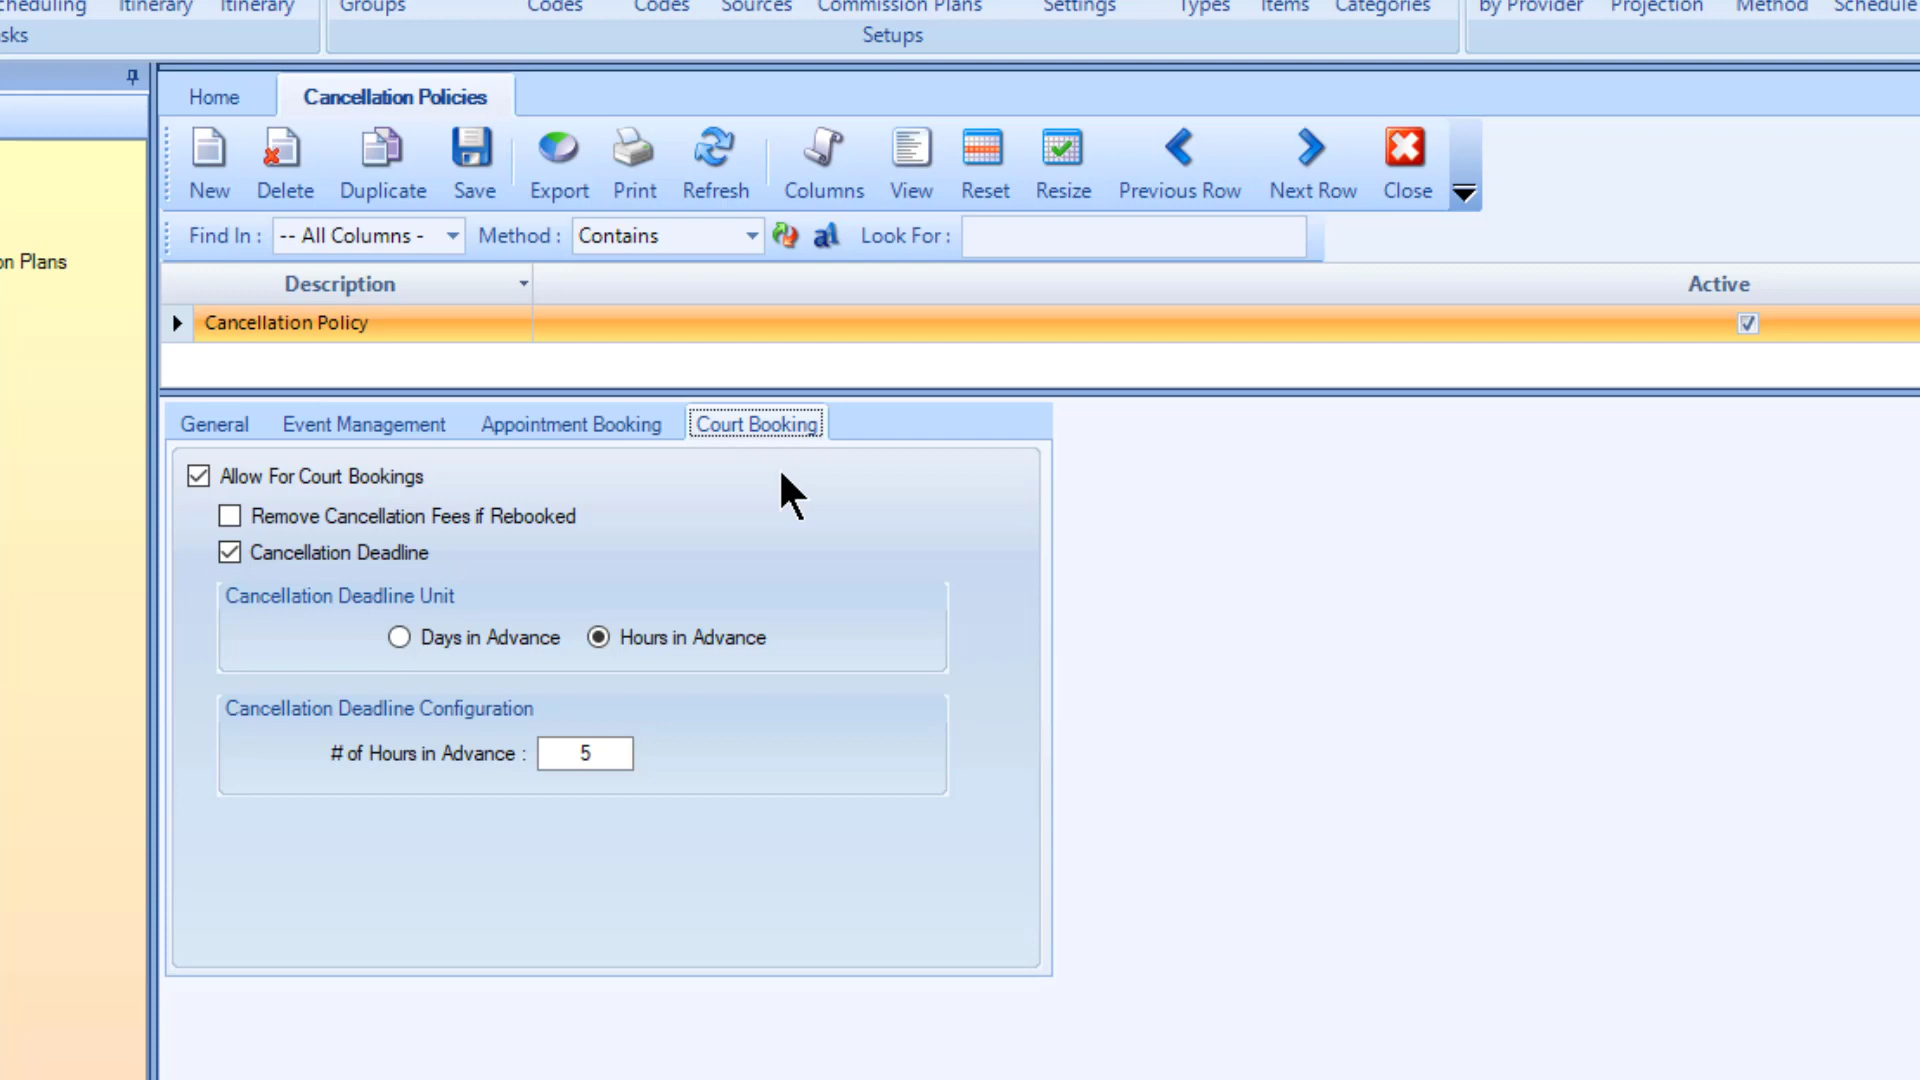 Scheduling Itinerary Itinerary Groups Codes Codes Sources Commission Plans Settings Types Items Categories by Provider Projection Method Schedule
sks Setups
Home Cancellation Policies
New Delete Duplicate Save Export Print Refresh Columns View Reset Resize Previous Row Next Row Close
Find In : -- All Columns - Method : Contains Look For :
on Plans
Description Active
Cancellation Policy
General Event Management Appointment Booking Court Booking
Allow For Court Bookings
Remove Cancellation Fees if Rebooked
Cancellation Deadline
Cancellation Deadline Unit
Days in Advance Hours in Advance
Cancellation Deadline Configuration
# of Hours in Advance : 5